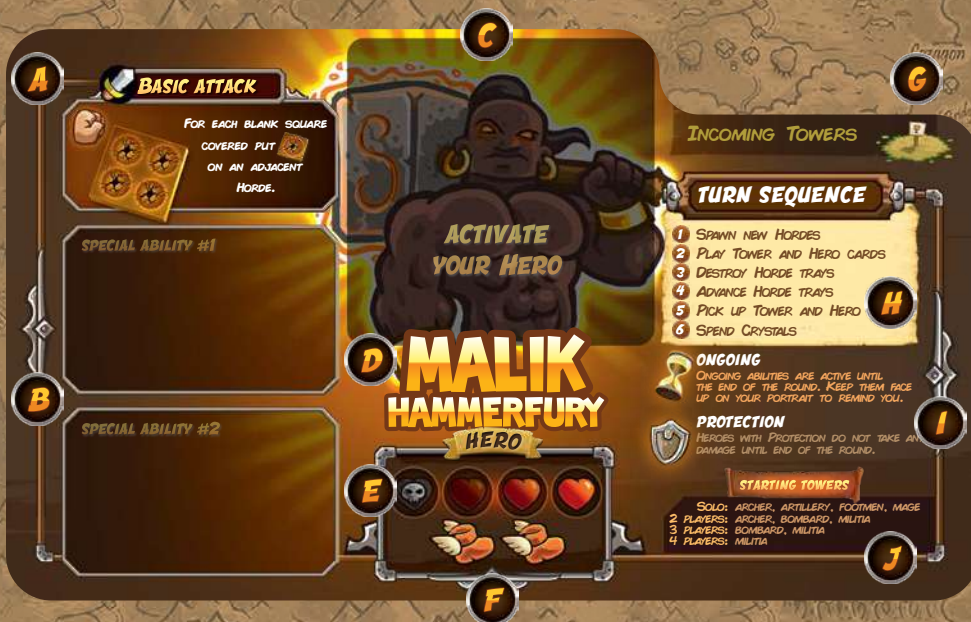 A
BASIC ATTACK
FOR EACH BLANK SQUARE
COVERED PUT
ON AN ADJACENT
HORDE.
B
SPECIAL ABILITY #1
SPECIAL ABILITY #2
C
S
ACTIVATE
YOUR HERO
D
MALIK
HAMMERFURY
HERO
E
F
G
INCOMING TOWERS
TURN SEQUENCE
1 SPAWN NEW HORDES
2 PLAY TOWER AND HERO CARDS
3 DESTROY HORDE TRAYS
4 ADVANCE HORDE TRAYS
5 PICK UP TOWER AND HERO
6 SPEND CRYSTALS
H
ONGOING
ONGOING ABILITIES ARE ACTIVE UNTIL
THE END OF THE ROUND. KEEP THEM FACE
UP ON YOUR PORTRAIT TO REMIND YOU.
I
PROTECTION
HEROES WITH PROTECTION DO NOT TAKE AN
DAMAGE UNTIL END OF THE ROUND.
STARTING TOWERS
SOLO: ARCHER, ARTILLERY, FOOTMEN, MAGE
2 PLAYERS: ARCHER, BOMBARD, MILITIA
3 PLAYERS: BOMBARD, MILITIA
4 PLAYERS: MILITIA
J